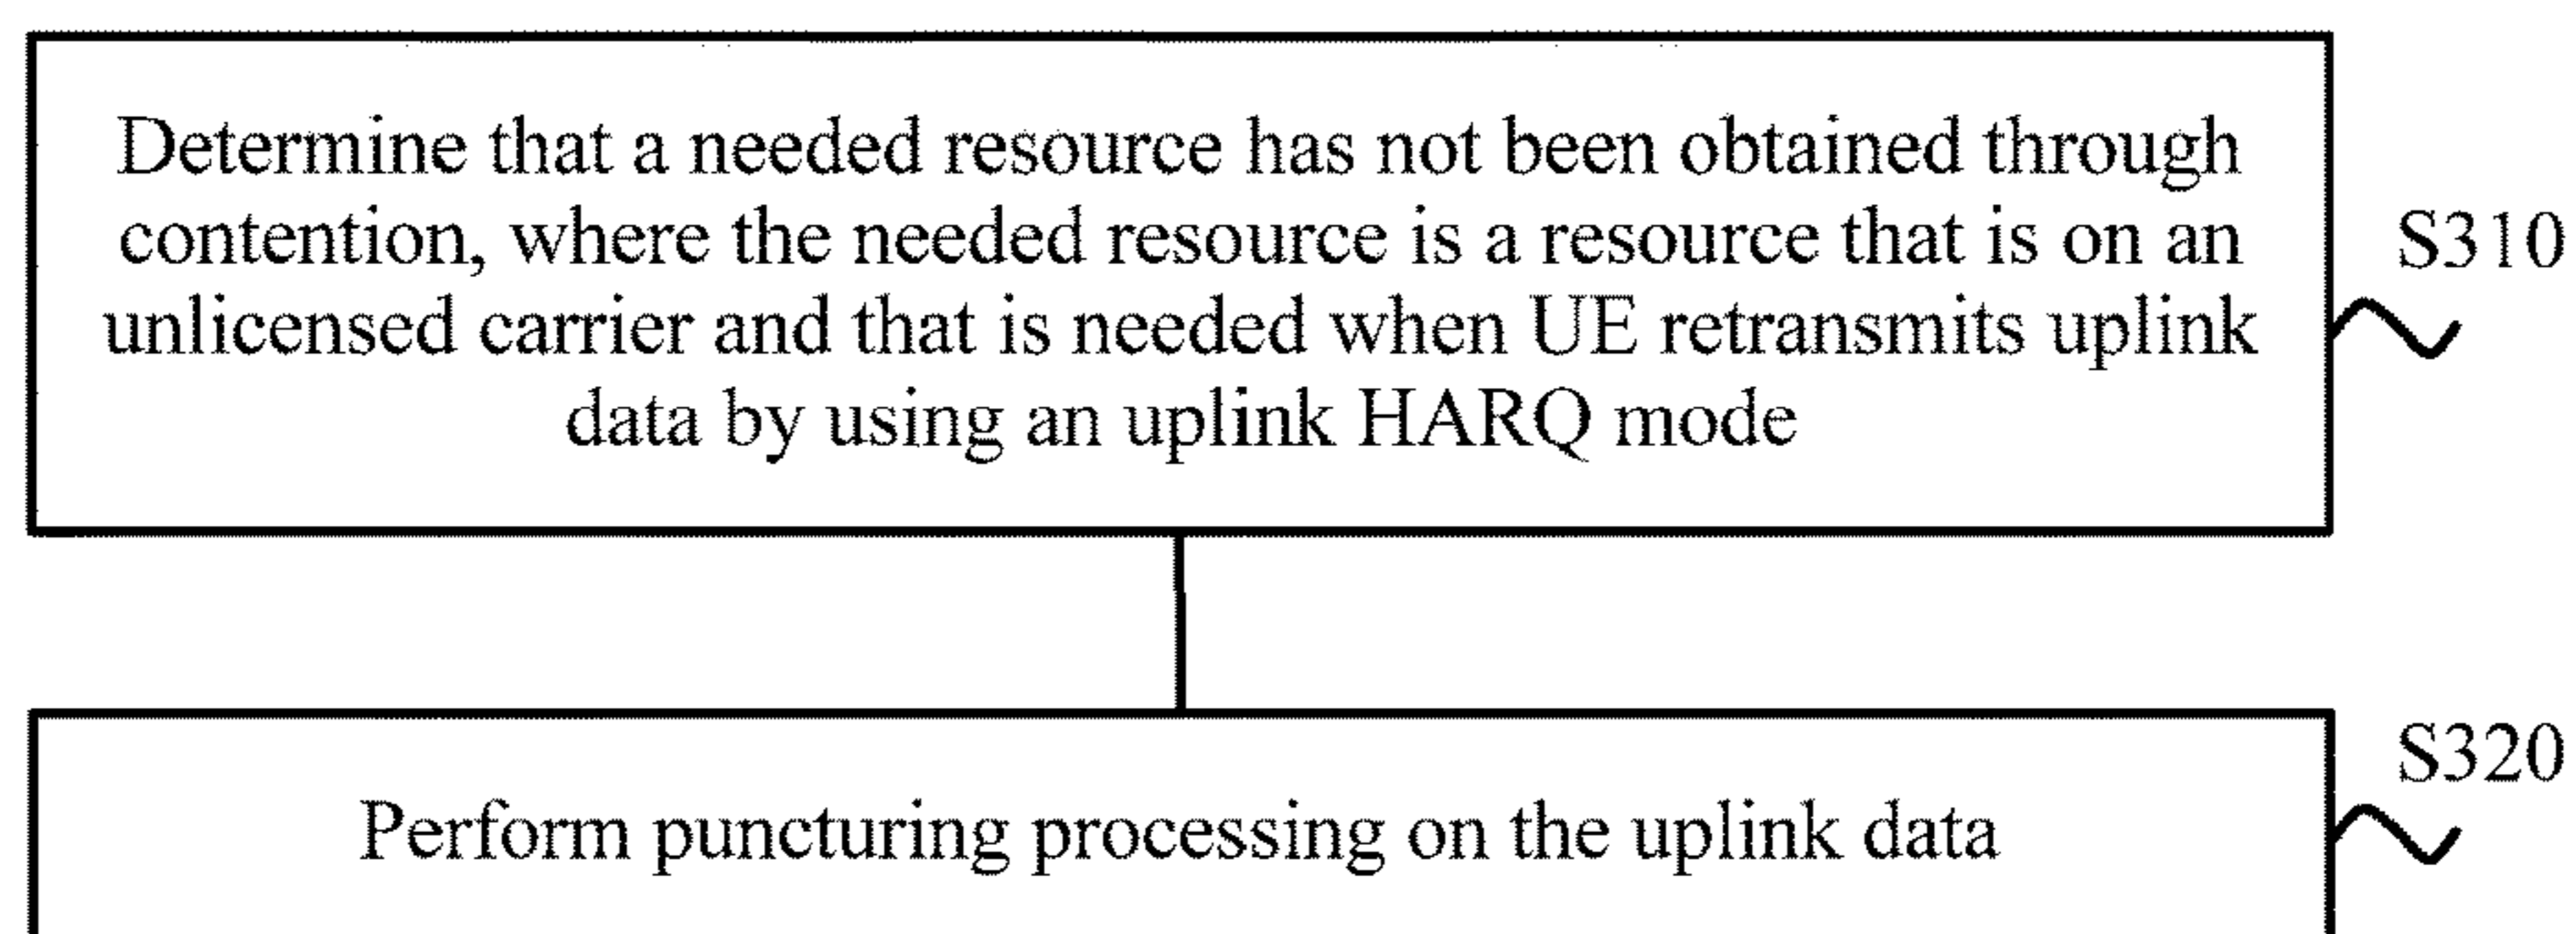 Determine that a needed resource has not been obtained through
contention, where the needed resource is a resource that is on an
unlicensed carrier and that is needed when UE retransmits uplink
data by using an uplink HARQ mode
S310
S320
Perform puncturing processing on the uplink data